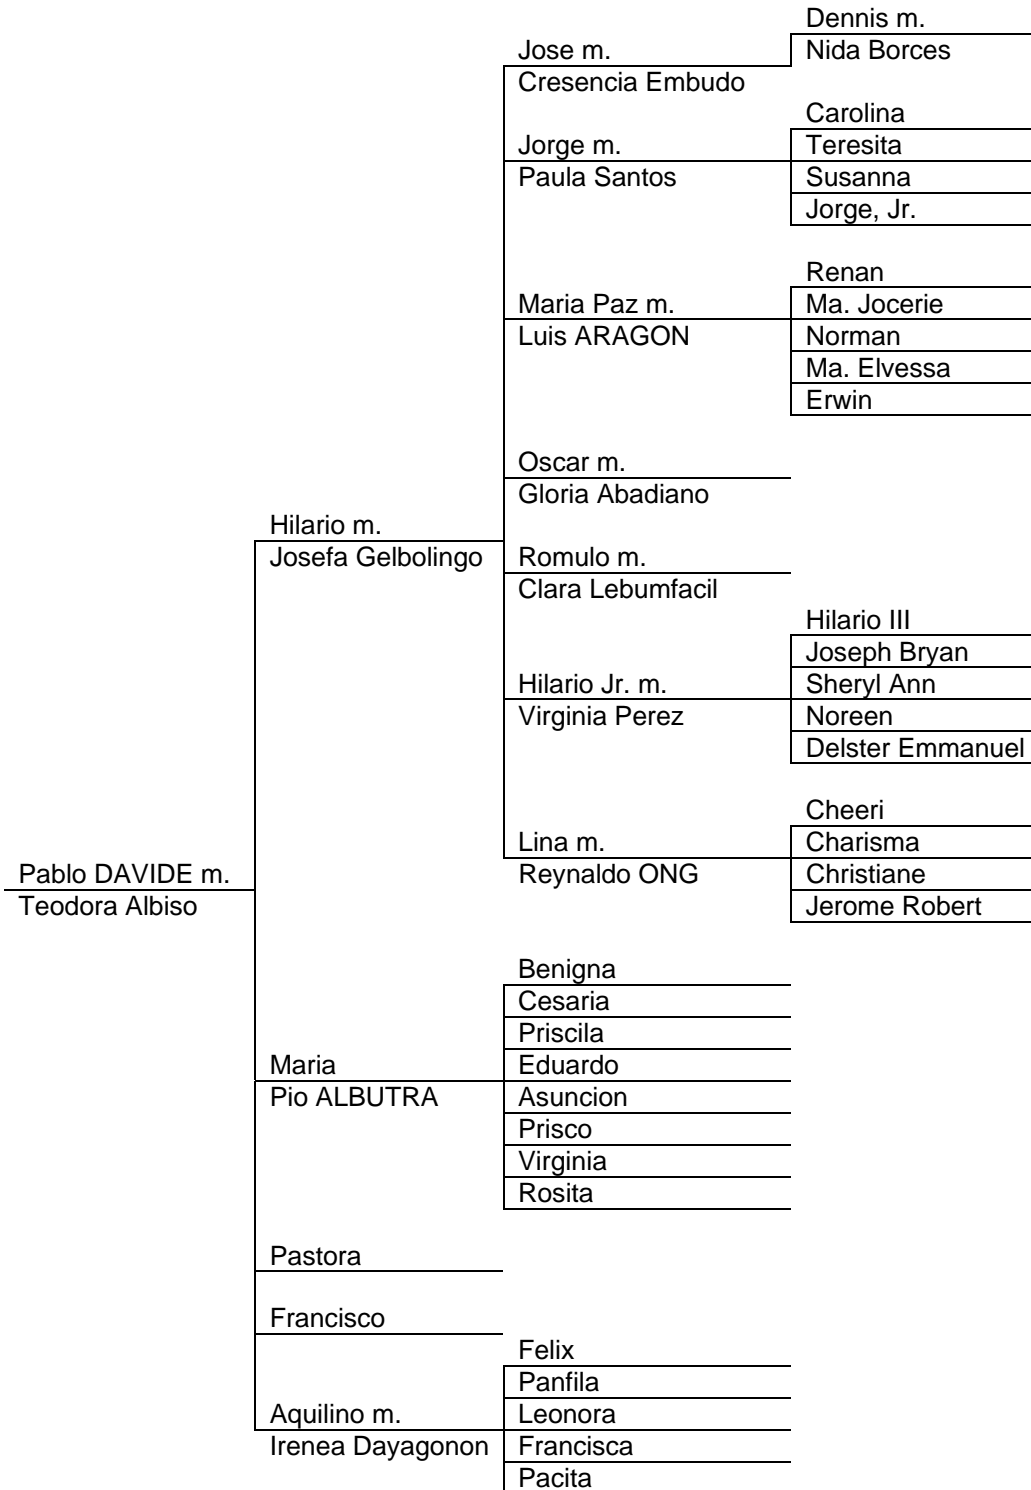 Dennis m.
Jose m.
Nida Borces
Cresencia Embudo
Carolina
Jorge m.
Teresita
Paula Santos
Susanna
Jorge, Jr.
Renan
Maria Paz m.
Ma. Jocerie
Luis ARAGON
Norman
Ma. Elvessa
Erwin
Oscar m.
Gloria Abadiano
Hilario m.
Josefa Gelbolingo
Romulo m.
Clara Lebumfacil
Hilario III
Joseph Bryan
Hilario Jr. m.
Sheryl Ann
Virginia Perez
Noreen
Delster Emmanuel
Cheeri
Lina m.
Charisma
Pablo DAVIDE m.
Reynaldo ONG
Christiane
Teodora Albiso
Jerome Robert
Benigna
Cesaria
Priscila
Maria
Eduardo
Pio ALBUTRA
Asuncion
Prisco
Virginia
Rosita
Pastora
Francisco
Felix
Panfila
Aquilino m.
Leonora
Irenea Dayagonon
Francisca
Pacita